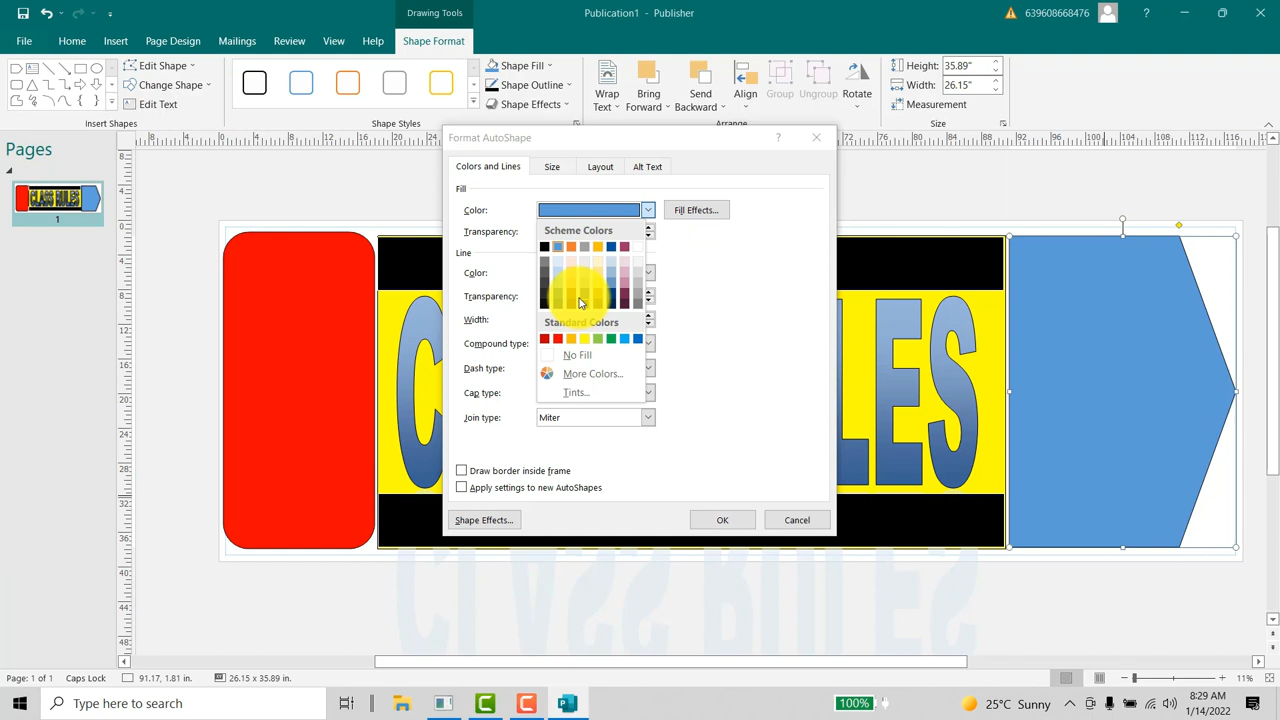 Drawing Tools
Publication1 - Publisher
639608668476
File Home Insert Page Design Mailings Review View Help Shape Format
Edit Shape
Change Shape
Edit Text
Insert Shapes
Shape Styles
Shape Fill
Shape Outline
Shape Effects
Wrap Text
Bring Forward
Send Backward
Align
Group
Ungroup
Rotate
Arrange
Height: 35.89"
Width: 26.15"
Measurement
Size
Pages
CLASS RULES
1
Format AutoShape
Colors and Lines Size Layout Alt Text
Fill
Color:
Fill Effects...
Transparency:
Scheme Colors
Line
Color:
Transparency:
Width:
Standard Colors
Compound type:
No Fill
Dash type:
More Colors...
Cap type:
Tints...
Join type: Miter
Draw border inside frame
Apply settings to new AutoShapes
Shape Effects... OK Cancel
Page: 1 of 1 Caps Lock 91.17, 1.81 in. 26.15 x 35.89 in. 11%
Type here to search
100%
25°C Sunny
8:29 AM
1/14/2022